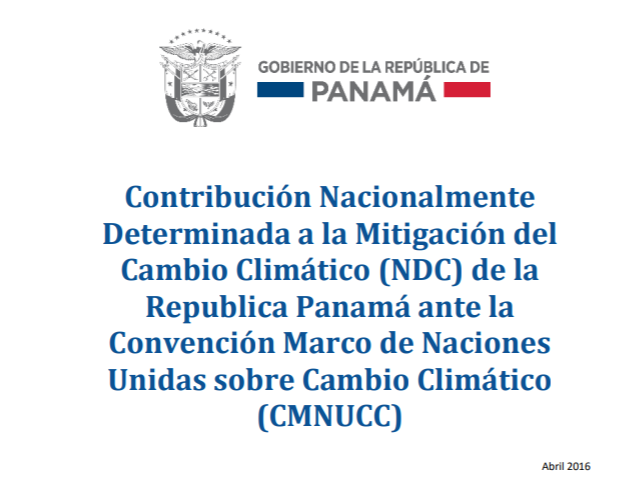 GOBIERNO DE LA REPÚBLICA DE
PANAMÁ
Contribución Nacionalmente
Determinada a la Mitigación del
Cambio Climático (NDC) de la
Republica Panamá ante la
Convención Marco de Naciones
Unidas sobre Cambio Climático
(CMNUCC)
Abril 2016